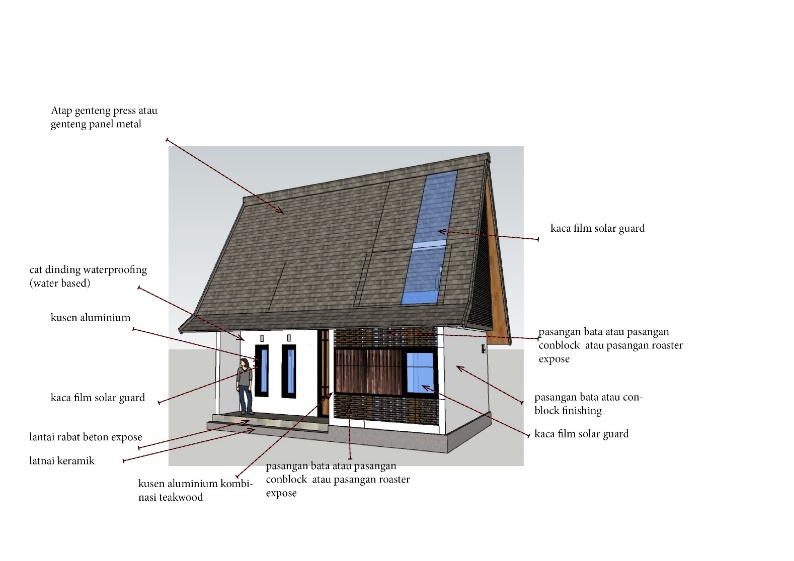 Atap genteng press atau
genteng panel metal
kaca film solar guard
cat dinding waterproofing
(water based)
kusen aluminium
pasangan bata atau pasangan
conblock atau pasangan roaster
expose
kaca film solar guard
pasangan bata atau con-
block finishing
kaca film solar guard
lantai rabat beton expose
latnai keramik
pasangan bata atau pasangan
conblock atau pasangan roaster
expose
kusen aluminium kombi-
nasi teakwood